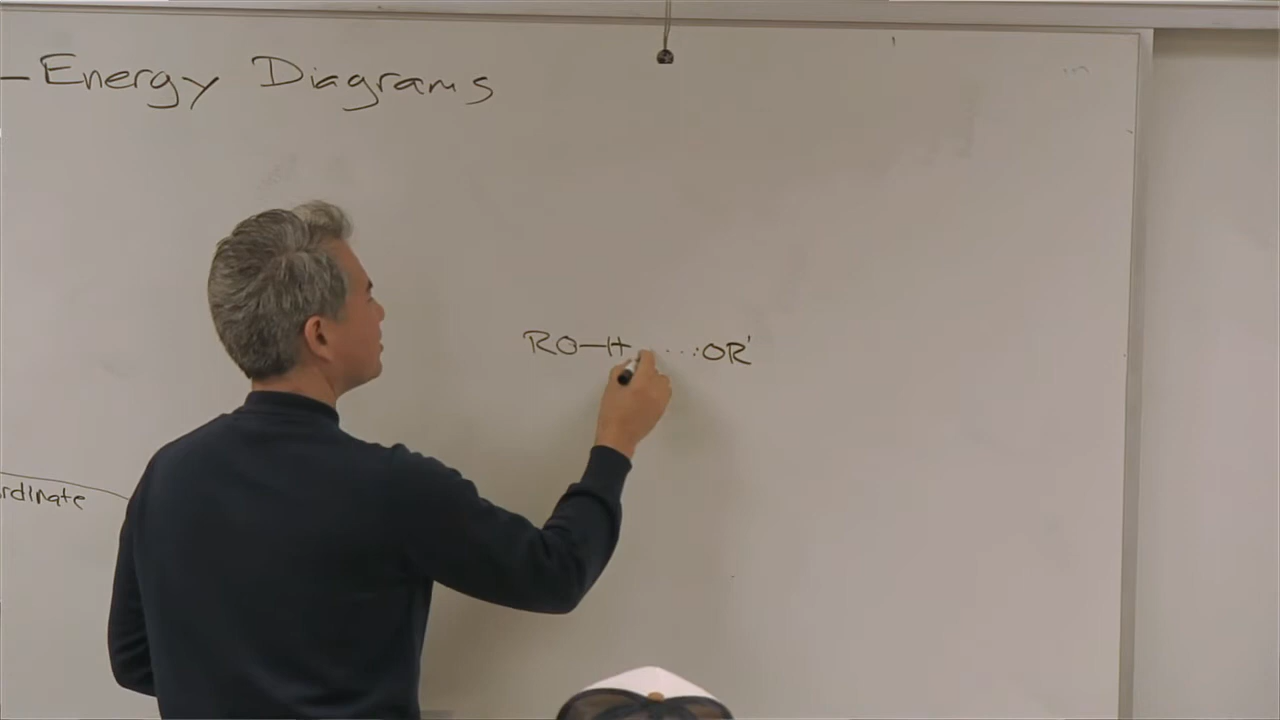 - Energy Diagrams
RO-H ....:OR'
rdinate